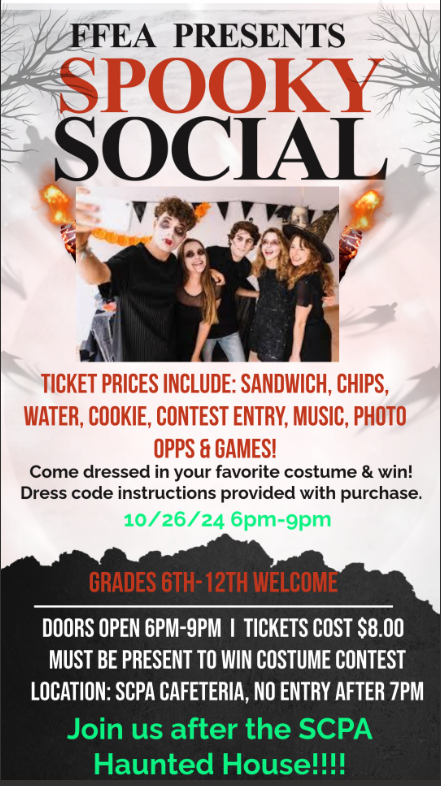 FFEA PRESENTS
SPOOKY
SOCIAL
TICKET PRICES INCLUDE: SANDWICH, CHIPS,
WATER, COOKIE, CONTEST ENTRY, MUSIC, PHOTO
OPPS & GAMES!
Come dressed in your favorite costume & win!
Dress code instructions provided with purchase.
10/26/24 6pm-9pm
GRADES 6TH-12TH WELCOME
DOORS OPEN 6PM-9PM I TICKETS COST $8.00
MUST BE PRESENT TO WIN COSTUME CONTEST
LOCATION: SCPA CAFETERIA, NO ENTRY AFTER 7PM
Join us after the SCPA
Haunted House!!!!